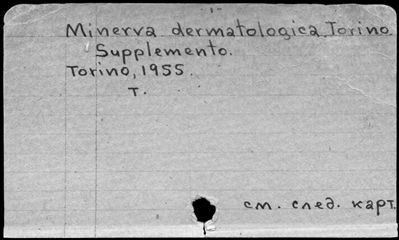 Minerva dermatologica, Torino.
Supplemento.
Torino, 1955.
т.
см. след. карт.